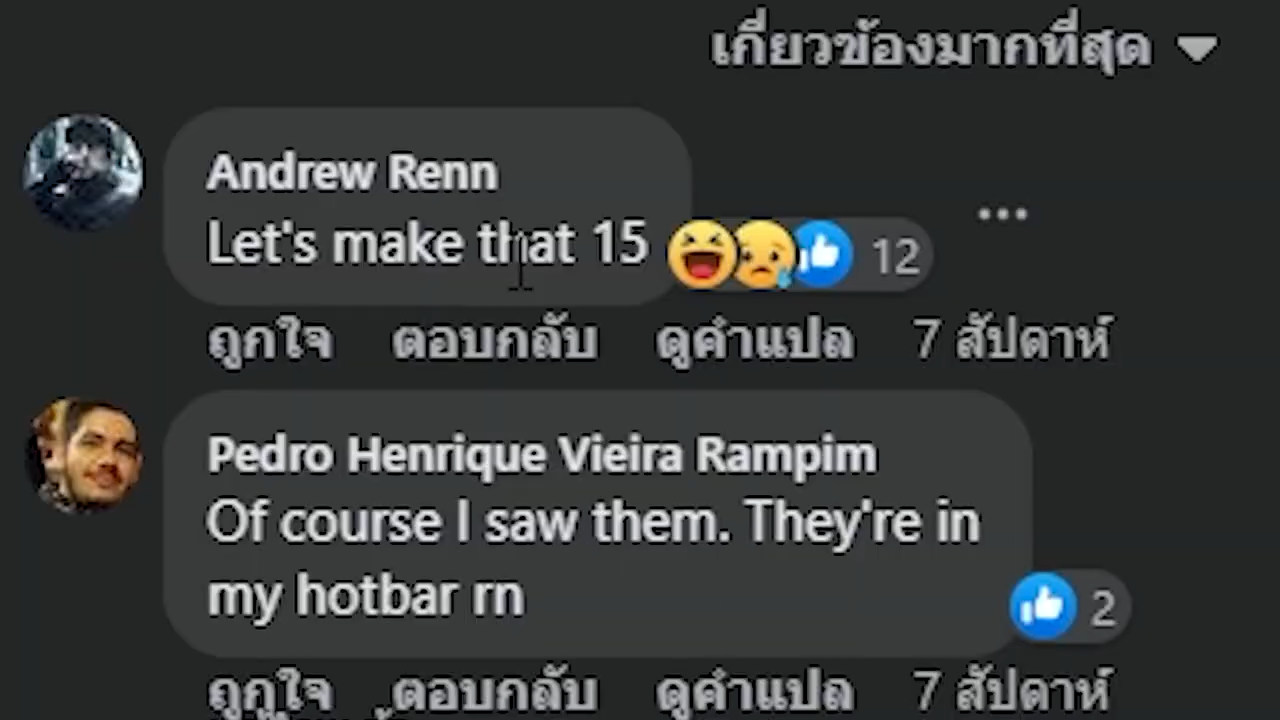 เกี่ยวข้องมากที่สุด
Andrew Renn
Let's make that 15
12
ถูกใจ ตอบกลับ ดูคำแปล 7 สัปดาห์
Pedro Henrique Vieira Rampim
Of course I saw them. They're in
my hotbar rn
2
ถูกใจ ตอบกลับ ดูคำแปล 7 สัปดาห์